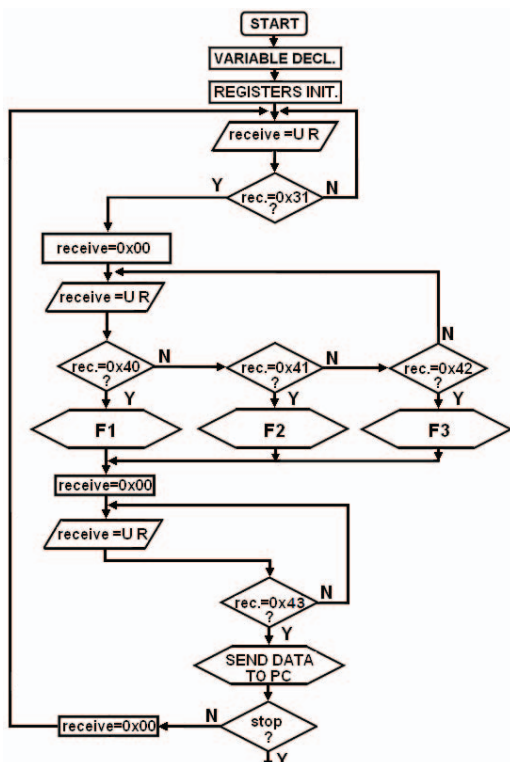 START
VARIABLE DECL.
REGISTERS INIT.
receive =U R
Y
rec.=0x31
?
N
receive=0x00
receive =U R
N
rec.=0x40
?
N
rec.=0x41
?
N
rec.=0x42
?
Y
Y
Y
F1
F2
F3
receive=0x00
receive =U R
rec.=0x43
?
N
Y
SEND DATA
TO PC
receive=0x00
N
stop
?
Y